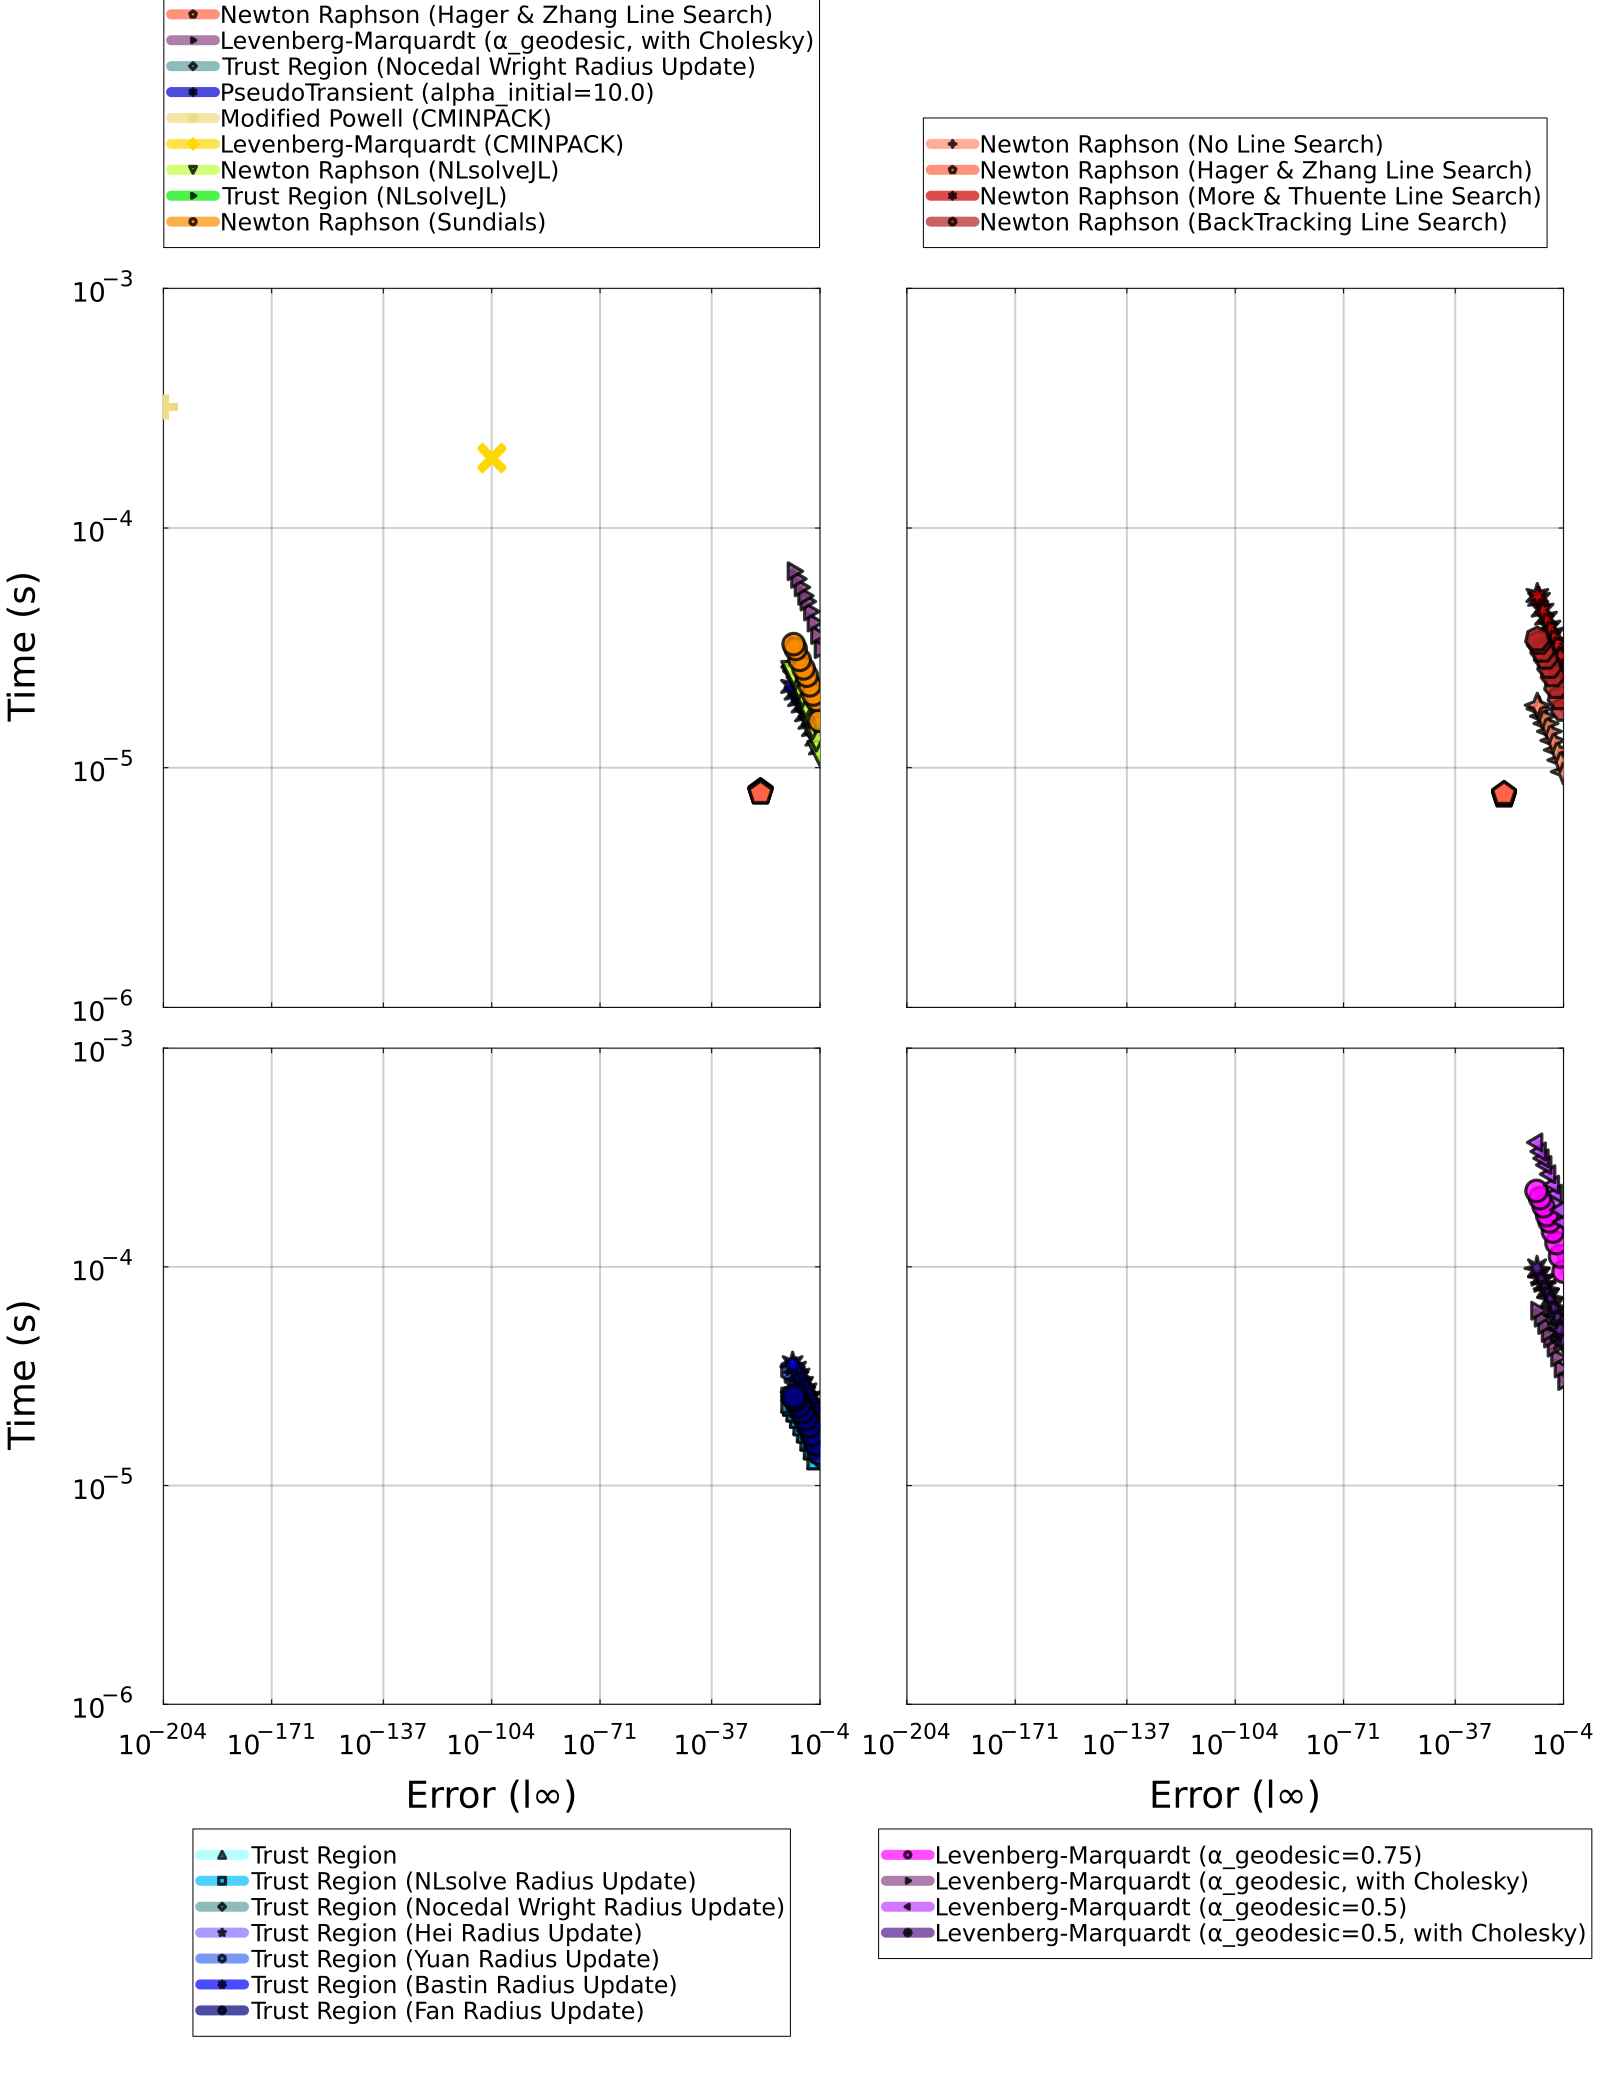 Newton Raphson (Hager & Zhang Line Search)
Levenberg-Marquardt (α_geodesic, with Cholesky)
Trust Region (Nocedal Wright Radius Update)
PseudoTransient (alpha_initial=10.0)
Modified Powell (CMINPACK)
Levenberg-Marquardt (CMINPACK)
Newton Raphson (NLsolveJL)
Trust Region (NLsolveJL)
Newton Raphson (Sundials)
Newton Raphson (No Line Search)
Newton Raphson (Hager & Zhang Line Search)
Newton Raphson (More & Thuente Line Search)
Newton Raphson (BackTracking Line Search)
Time (s)
10⁻³
10⁻⁴
10⁻⁵
10⁻⁶
Time (s)
10⁻³
10⁻⁴
10⁻⁵
10⁻⁶
10⁻²⁰⁴ 10⁻¹⁷¹ 10⁻¹³⁷ 10⁻¹⁰⁴ 10⁻⁷¹ 10⁻³⁷ 10⁻⁴
Error (l∞)
10⁻²⁰⁴ 10⁻¹⁷¹ 10⁻¹³⁷ 10⁻¹⁰⁴ 10⁻⁷¹ 10⁻³⁷ 10⁻⁴
Error (l∞)
Trust Region
Trust Region (NLsolve Radius Update)
Trust Region (Nocedal Wright Radius Update)
Trust Region (Hei Radius Update)
Trust Region (Yuan Radius Update)
Trust Region (Bastin Radius Update)
Trust Region (Fan Radius Update)
Levenberg-Marquardt (α_geodesic=0.75)
Levenberg-Marquardt (α_geodesic, with Cholesky)
Levenberg-Marquardt (α_geodesic=0.5)
Levenberg-Marquardt (α_geodesic=0.5, with Cholesky)